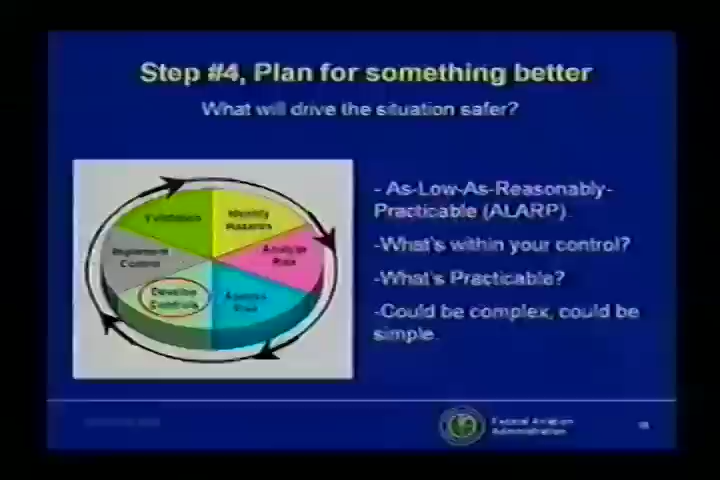 Step #4, Plan for something better
What will drive the situation safer?
Identify
Hazards
Analyze
Risk
Assess
Risk
Develop
Controls
Implement
Control
- As-Low-As-Reasonably-
Practicable (ALARP).
-What's within your control?
-What's Practicable?
-Could be complex, could be
simple.
Federal Aviation
Administration